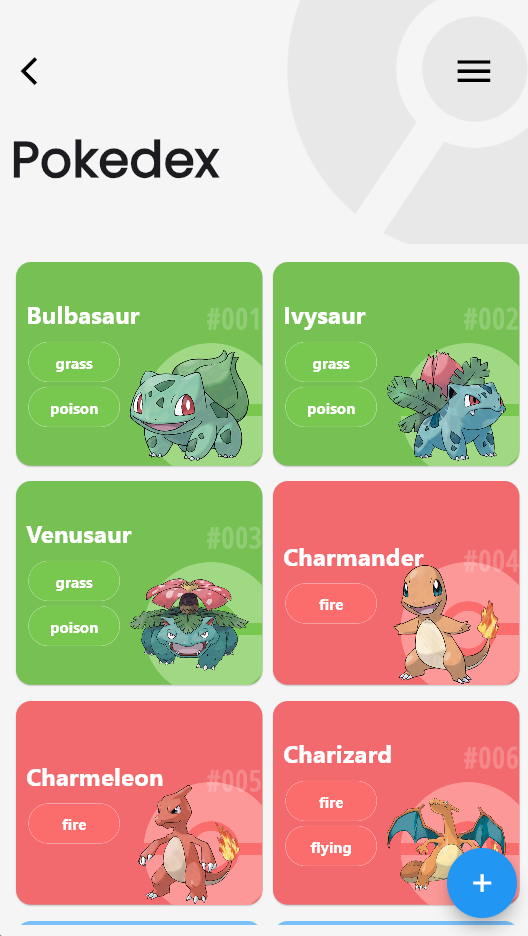 Pokedex
Bulbasaur
#001
grass
poison
Ivysaur
#002
grass
poison
Venusaur
#003
grass
poison
Charmander
#004
fire
Charmeleon
#005
fire
Charizard
#006
fire
flying
+